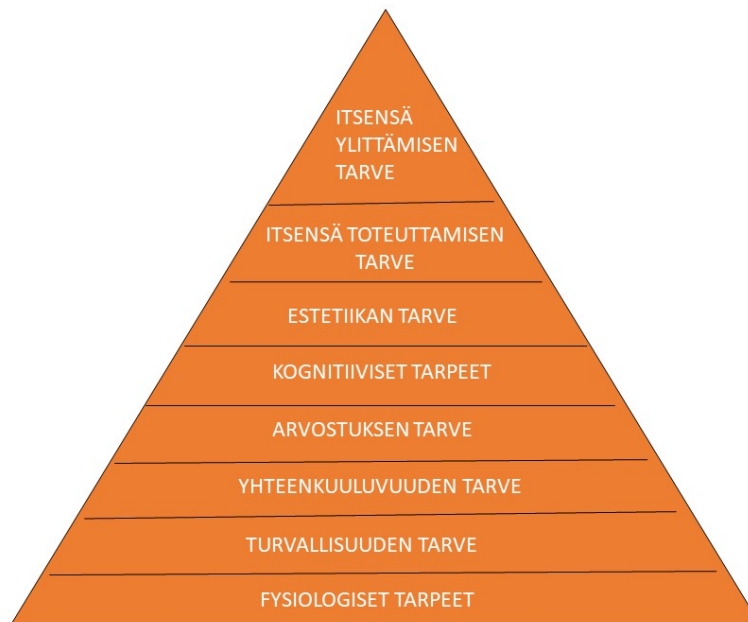 ITSENSÄ
YLITTÄMISEN
TARVE
ITSENSÄ TOTEUTTAMISEN
TARVE
ESTETIIKAN TARVE
KOGNITIIVISET TARPEET
ARVOSTUKSEN TARVE
YHTEENKUULUVUUDEN TARVE
TURVALLISUUDEN TARVE
FYSIOLOGISET TARPEET